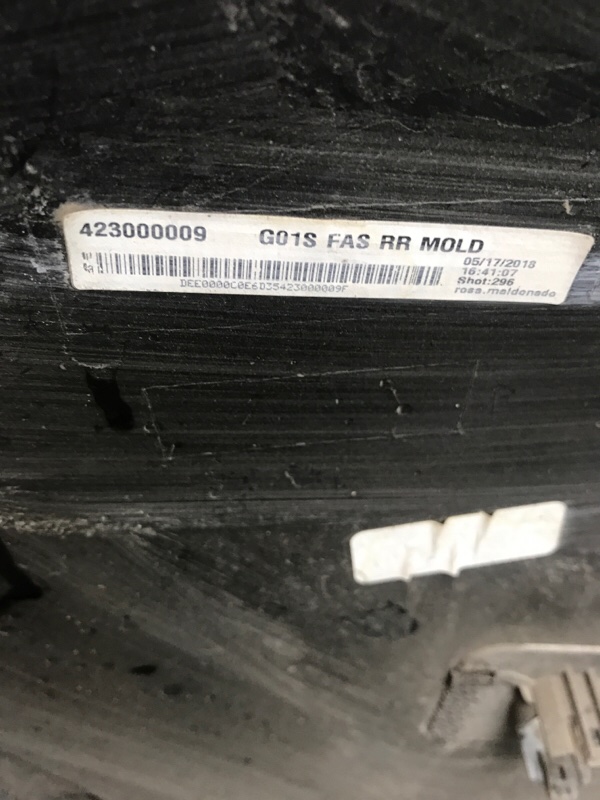 423000009 G01S FAS RR MOLD
05/17/2018
16:41:07
Shot:296
DEE0000C0E6D35423000009F
rosa.maldonado